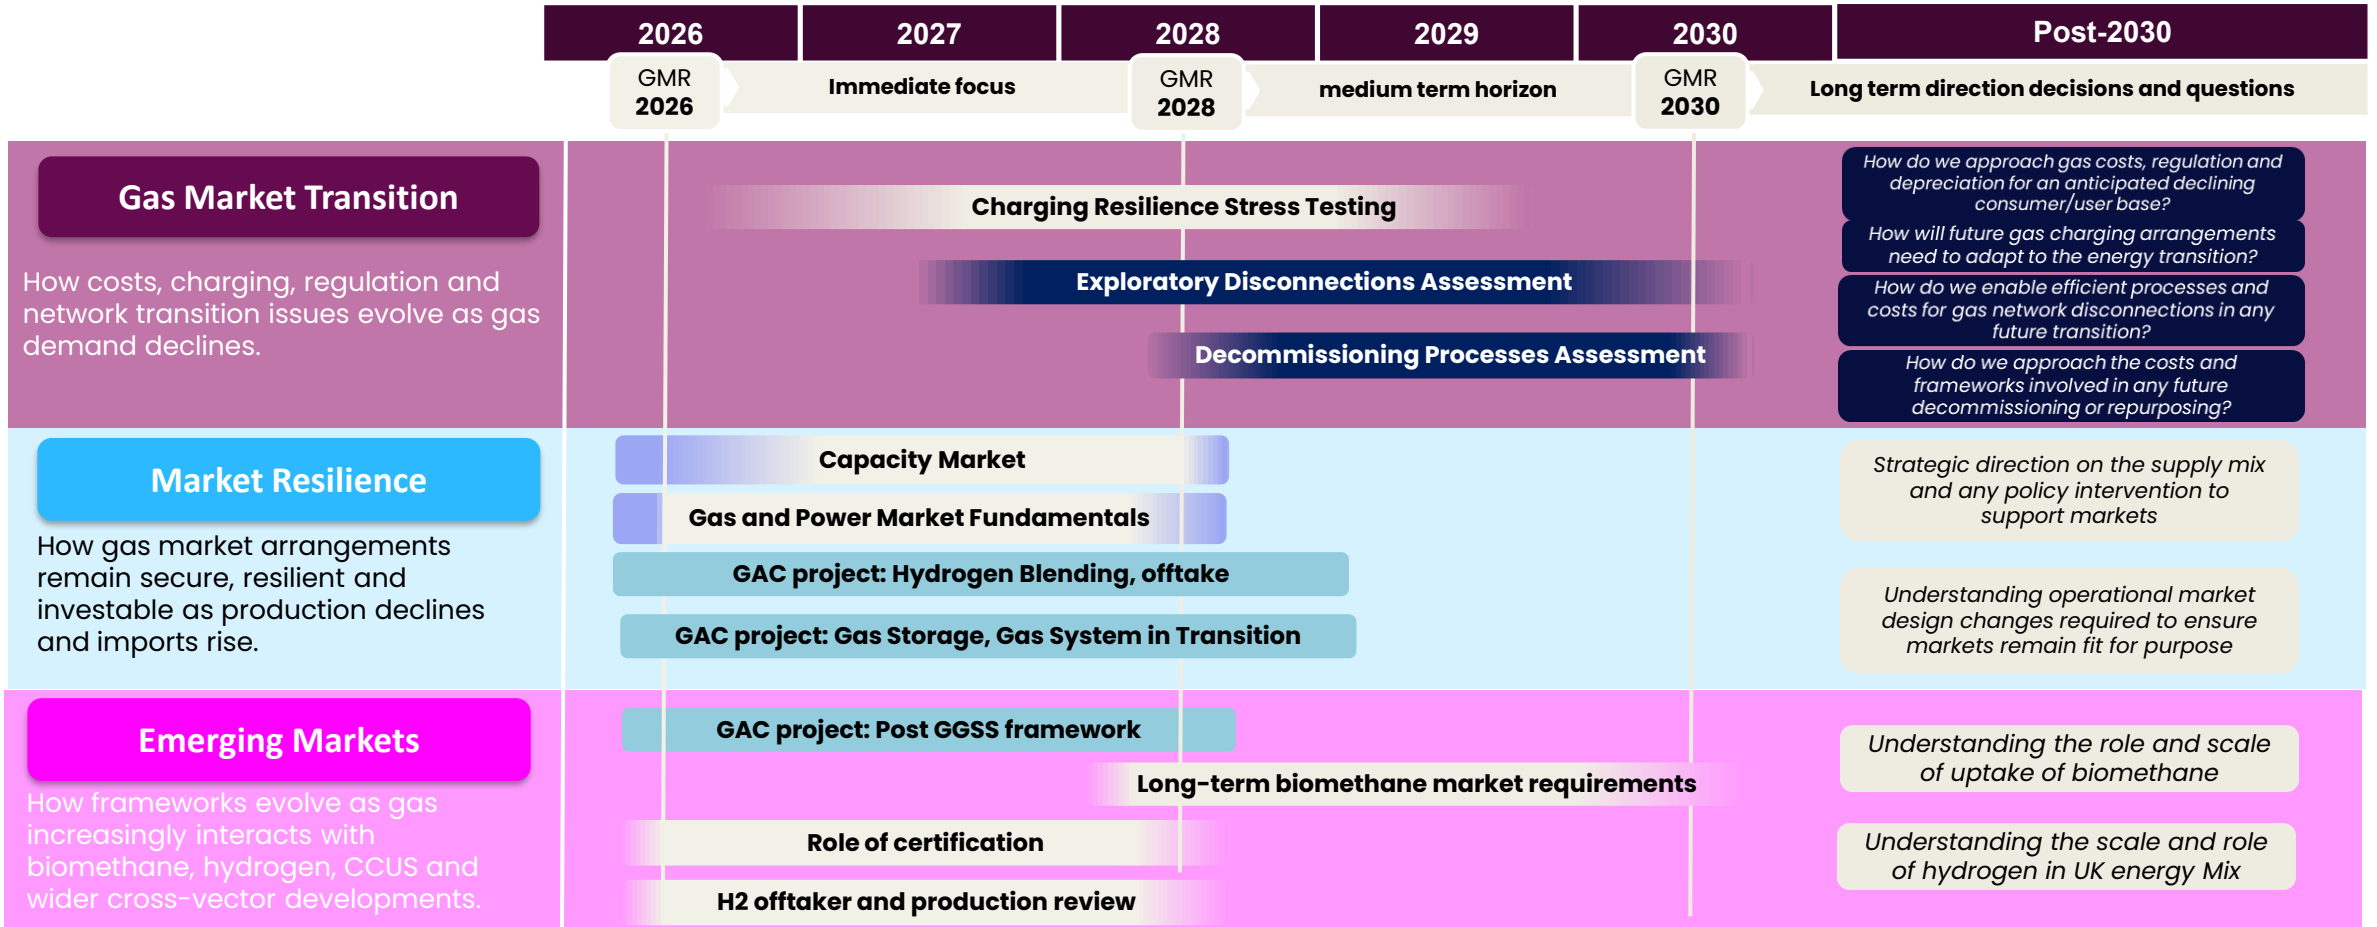 2026
2027
2028
2029
2030
Post-2030
GMR
2026
Immediate focus
GMR
2028
medium term horizon
GMR
2030
Long term direction decisions and questions
Gas Market Transition
How costs, charging, regulation and
network transition issues evolve as gas
demand declines.
Charging Resilience Stress Testing
Exploratory Disconnections Assessment
Decommissioning Processes Assessment
How do we approach gas costs, regulation and
depreciation for an anticipated declining
consumer/user base?
How will future gas charging arrangements
need to adapt to the energy transition?
How do we enable efficient processes and
costs for gas network disconnections in any
future transition?
How do we approach the costs and
frameworks involved in any future
decommissioning or repurposing?
Market Resilience
How gas market arrangements
remain secure, resilient and
investable as production declines
and imports rise.
Capacity Market
Gas and Power Market Fundamentals
GAC project: Hydrogen Blending, offtake
GAC project: Gas Storage, Gas System in Transition
Strategic direction on the supply mix
and any policy intervention to
support markets
Understanding operational market
design changes required to ensure
markets remain fit for purpose
Emerging Markets
How frameworks evolve as gas
increasingly interacts with
biomethane, hydrogen, CCUS and
wider cross-vector developments.
GAC project: Post GGSS framework
Long-term biomethane market requirements
Role of certification
H2 offtaker and production review
Understanding the role and scale
of uptake of biomethane
Understanding the scale and role
of hydrogen in UK energy Mix